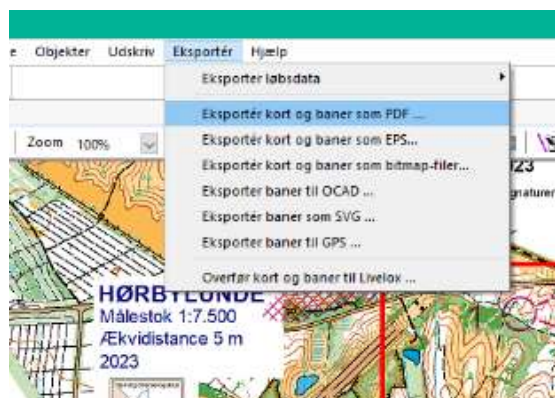 e Objekter Udskriv Eksportér Hjælp
Eksporter løbsdata
Eksportér kort og baner som PDF ...
Eksportér kort og baner som EPS...
Zoom 100%
Eksportér kort og baner som bitmap-filer...
023
Eksporter baner til OCAD ...
gnaturer
Eksportér baner som SVG ...
Eksporter baner til GPS ...
Overfør kort og baner til Livelox ...
HØRBYLUNDE
Målestok 1:7.500
Ækvidistance 5 m
2023